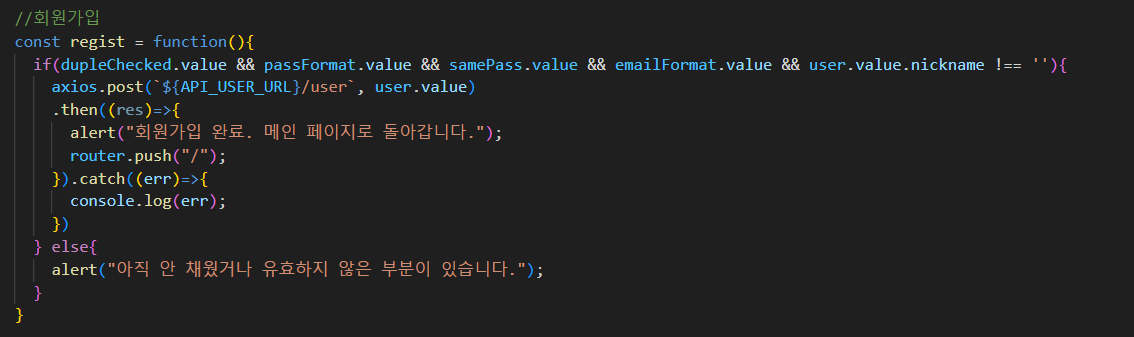 //회원가입
const regist = function(){
  if(dupleChecked.value && passFormat.value && samePass.value && emailFormat.value && user.value.nickname !== ''){
    axios.post(`${API_USER_URL}/user`, user.value)
    .then((res)=>{
      alert("회원가입 완료. 메인 페이지로 돌아갑니다.");
      router.push("/");
    }).catch((err)=>{
      console.log(err);
    })
  } else{
    alert("아직 안 채웠거나 유효하지 않은 부분이 있습니다.");
  }
}